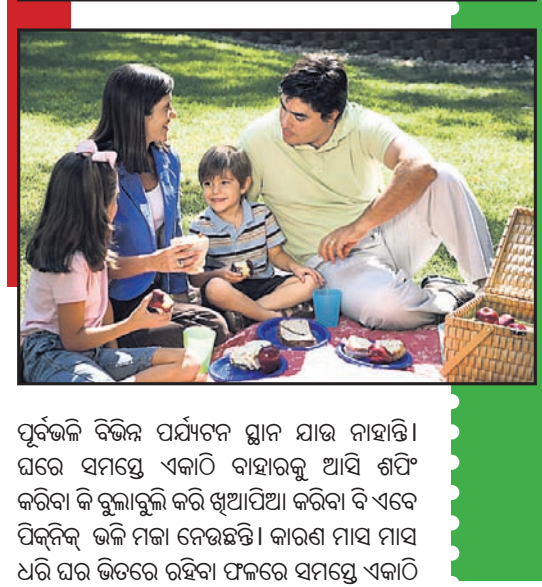 ପୂର୍ବଭଳି ବିଭିନ୍ନ ପର୍ଯ୍ୟଟନ ସ୍ଥାନ ଯାଉ ନାହାନ୍ତି।
ଘରେ ସମସ୍ତେ ଏକାଠି ବାହାରକୁ ଆସି ଶପିଂ
କରିବା କି ବୁଲାବୁଲି କରି ଖିଆପିଆ କରିବା ବି ଏବେ
ପିକ୍‌ନିକ୍ ଭଳି ମଜା ନେଉଛନ୍ତି। କାରଣ ମାସ ମାସ
ଧରି ଘର ଭିତରେ ରହିବା ଫଳରେ ସମସ୍ତେ ଏକାଠି